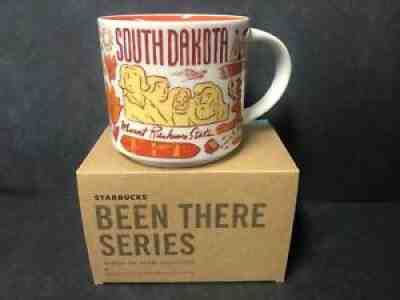 SOUTH DAKOTA
Mount Rushmore State
STARBUCKS
BEEN THERE
SERIES